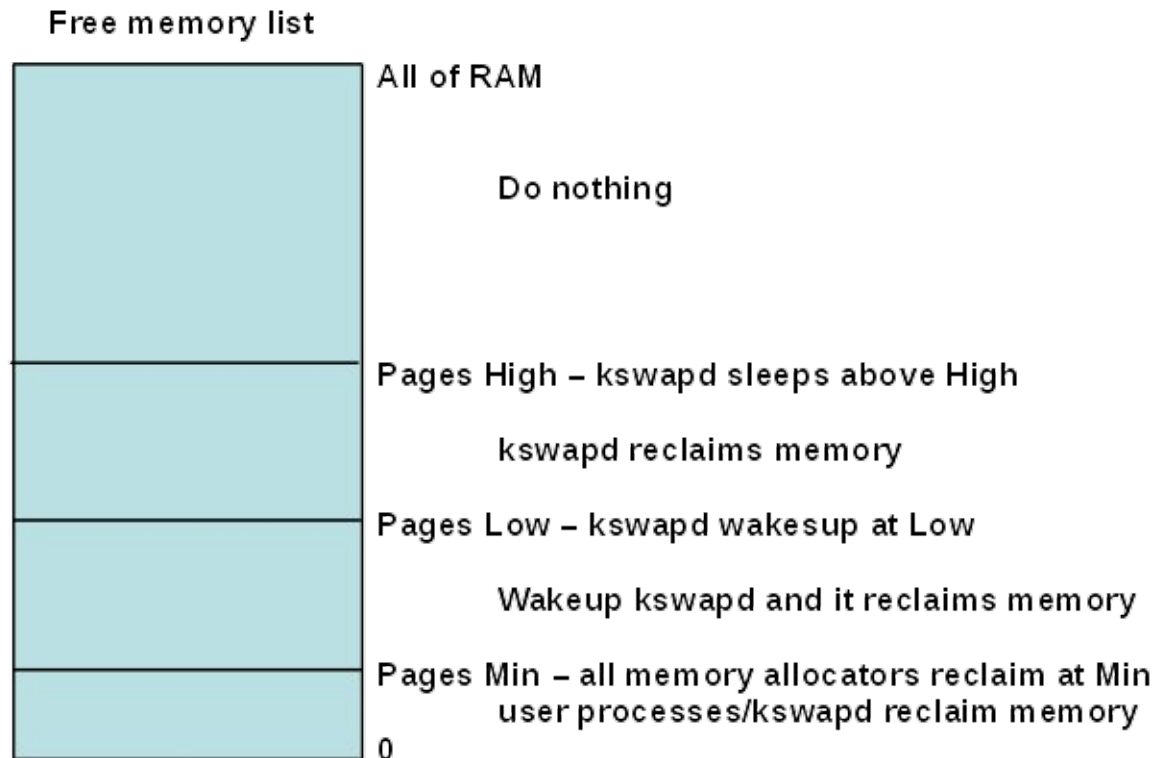 Free memory list
All of RAM
Do nothing
Pages High – kswapd sleeps above High
kswapd reclaims memory
Pages Low – kswapd wakesup at Low
Wakeup kswapd and it reclaims memory
Pages Min – all memory allocators reclaim at Min
user processes/kswapd reclaim memory
0